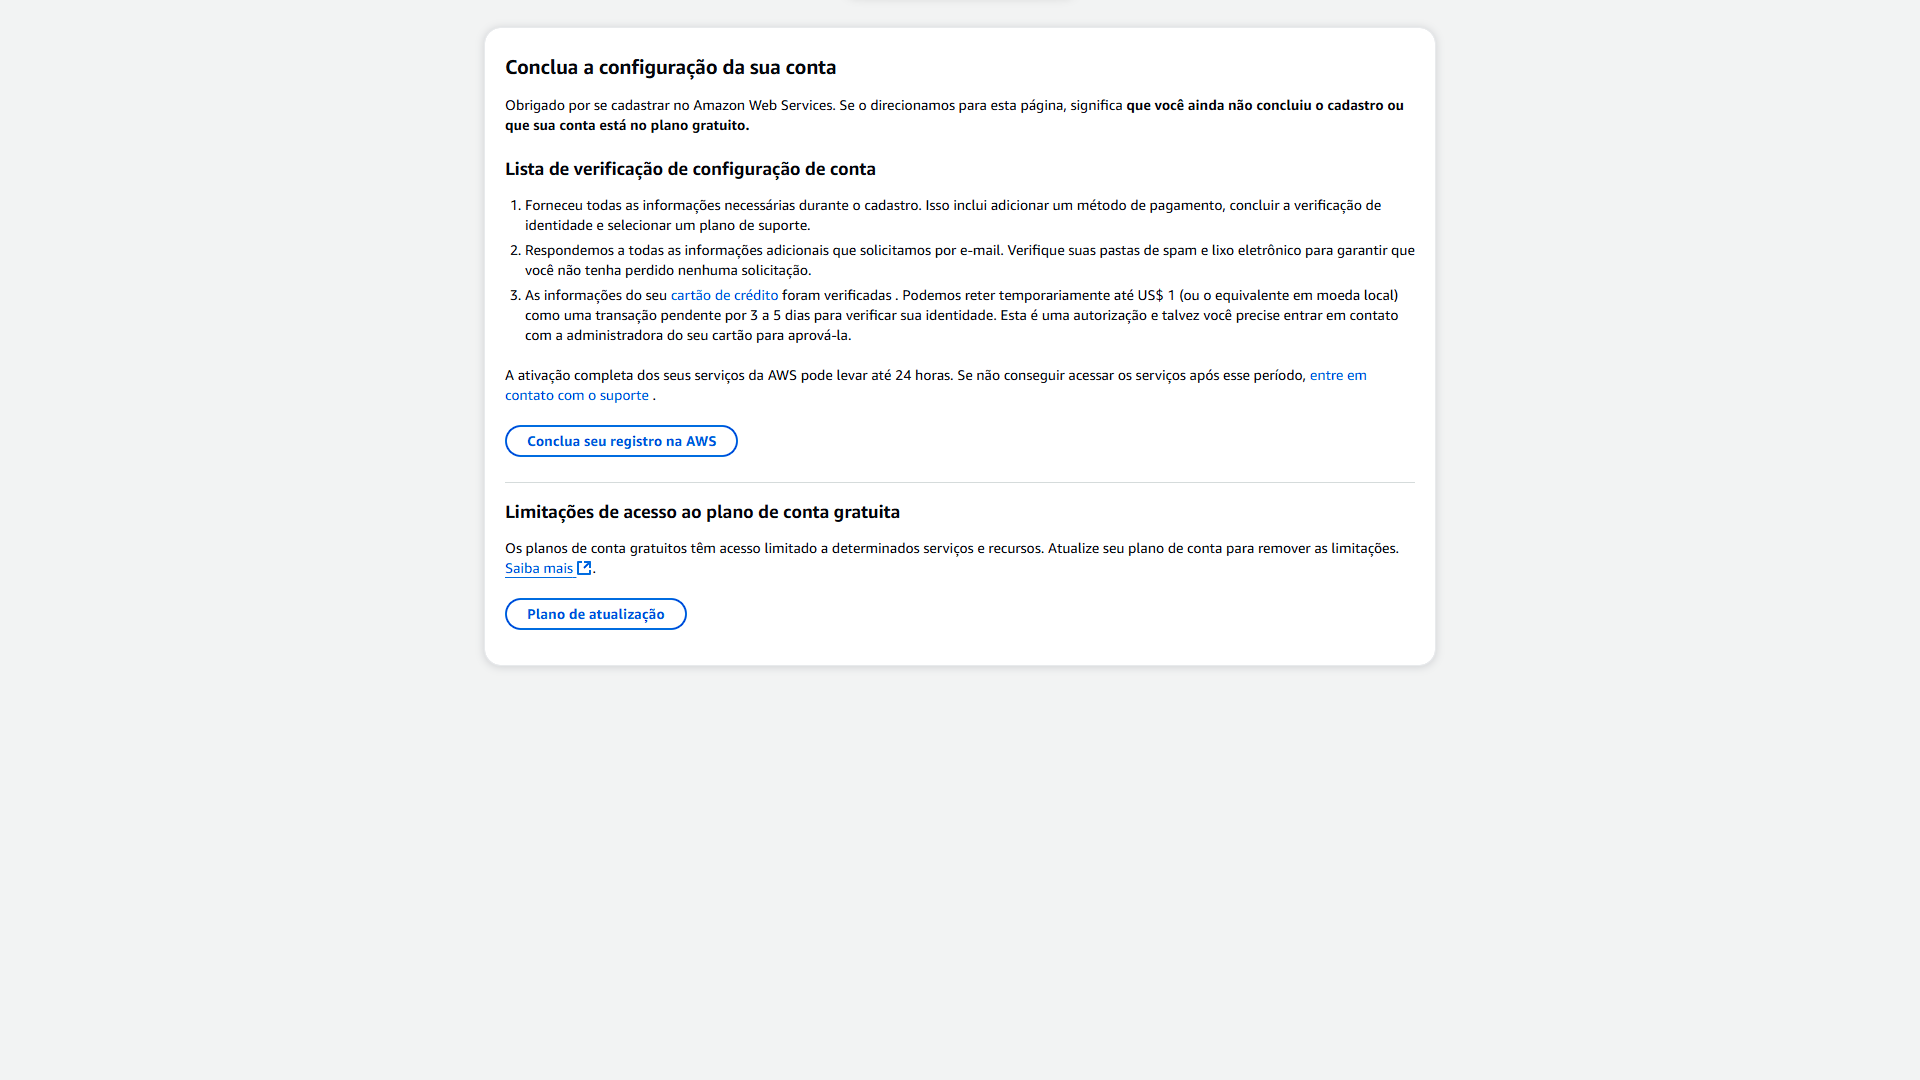 Conclua a configuração da sua conta
Obrigado por se cadastrar no Amazon Web Services. Se o direcionamos para esta página, significa que você ainda não concluiu o cadastro ou
que sua conta está no plano gratuito.
Lista de verificação de configuração de conta
1. Forneceu todas as informações necessárias durante o cadastro. Isso inclui adicionar um método de pagamento, concluir a verificação de
identidade e selecionar um plano de suporte.
2. Respondemos a todas as informações adicionais que solicitamos por e-mail. Verifique suas pastas de spam e lixo eletrônico para garantir que
você não tenha perdido nenhuma solicitação.
3. As informações do seu cartão de crédito foram verificadas . Podemos reter temporariamente até US$ 1 (ou o equivalente em moeda local)
como uma transação pendente por 3 a 5 dias para verificar sua identidade. Esta é uma autorização e talvez você precise entrar em contato
com a administradora do seu cartão para aprová-la.
A ativação completa dos seus serviços da AWS pode levar até 24 horas. Se não conseguir acessar os serviços após esse período, entre em
contato com o suporte .
Conclua seu registro na AWS
Limitações de acesso ao plano de conta gratuita
Os planos de conta gratuitos têm acesso limitado a determinados serviços e recursos. Atualize seu plano de conta para remover as limitações.
Saiba mais .
Plano de atualização